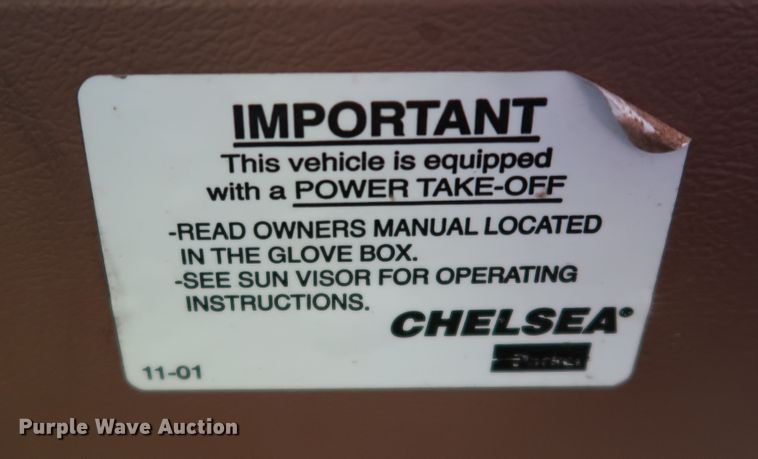 IMPORTANT
This vehicle is equipped
with a POWER TAKE-OFF
-READ OWNERS MANUAL LOCATED
IN THE GLOVE BOX.
-SEE SUN VISOR FOR OPERATING
INSTRUCTIONS.
CHELSEA®
Parker
11-01
Purple Wave Auction